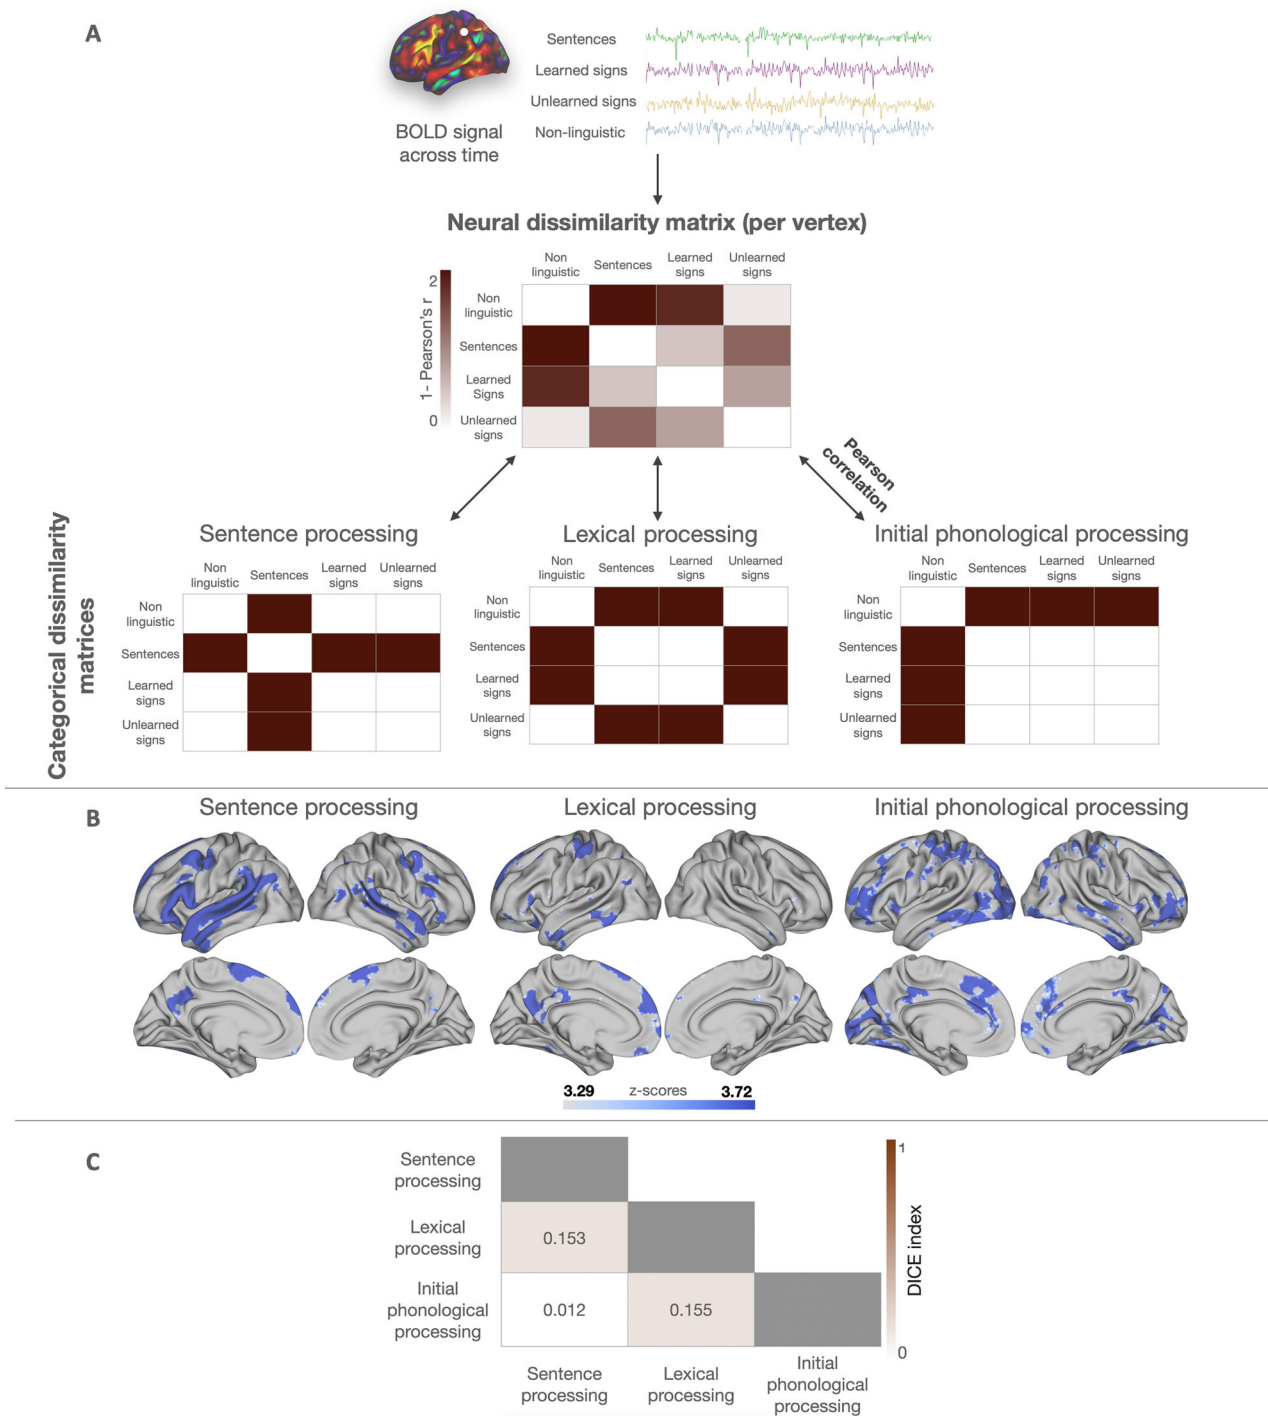 A
BOLD signal
across time
Sentences
Learned signs
Unlearned signs
Non-linguistic
Neural dissimilarity matrix (per vertex)
Non
linguistic
Sentences
Learned
signs
Unlearned
signs
2
1- Pearson's r
0
Non
linguistic
Sentences
Learned
Signs
Unlearned
signs
Pearson
correlation
Categorical dissimilarity
matrices
Sentence processing
Non
linguistic
Sentences
Learned
signs
Unlearned
signs
Non
linguistic
Sentences
Learned
signs
Unlearned
signs
Lexical processing
Non
linguistic
Sentences
Learned
signs
Unlearned
signs
Non
linguistic
Sentences
Learned
signs
Unlearned
signs
Initial phonological processing
Non
linguistic
Sentences
Learned
signs
Unlearned
signs
Non
linguistic
Sentences
Learned
signs
Unlearned
signs
B
Sentence processing
Lexical processing
Initial phonological processing
3.29 z-scores 3.72
C
Sentence
processing
Lexical
processing
0.153
Initial
phonological
processing
0.012
0.155
Sentence
processing
Lexical
processing
Initial
phonological
processing
1
DICE index
0